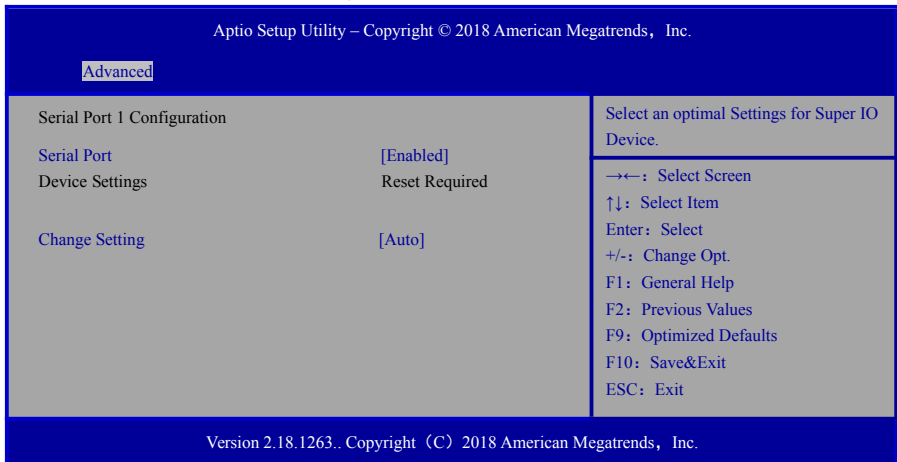 Aptio Setup Utility – Copyright © 2018 American Megatrends，Inc.
Advanced
Serial Port 1 Configuration
Serial Port [Enabled]
Device Settings Reset Required
Change Setting [Auto]
Select an optimal Settings for Super IO
Device.
→←：Select Screen
↑↓：Select Item
Enter：Select
+/-：Change Opt.
F1：General Help
F2：Previous Values
F9：Optimized Defaults
F10：Save&Exit
ESC：Exit
Version 2.18.1263.. Copyright（C）2018 American Megatrends，Inc.